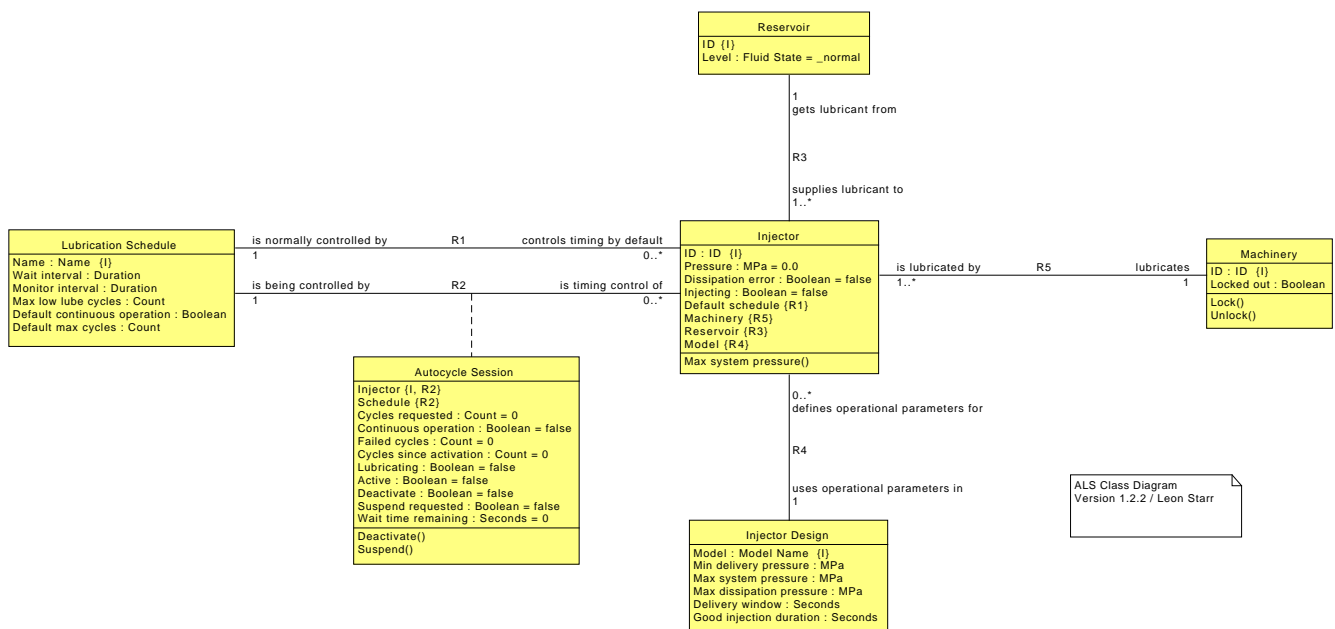 Reservoir
ID {I}
Level : Fluid State = _normal
1
gets lubricant from
R3
supplies lubricant to
1..*
Lubrication Schedule
Name : Name {I}
Wait interval : Duration
Monitor interval : Duration
Max low lube cycles : Count
Default continuous operation : Boolean
Default max cycles : Count
is normally controlled by
R1
controls timing by default
1
0..*
is being controlled by
R2
is timing control of
1
0..*
Injector
ID : ID {I}
Pressure : MPa = 0.0
Dissipation error : Boolean = false
Injecting : Boolean = false
Default schedule {R1}
Machinery {R5}
Reservoir {R3}
Model {R4}
Max system pressure()
is lubricated by
R5
lubricates
1..*
1
Machinery
ID : ID {I}
Locked out : Boolean
Lock()
Unlock()
Autocycle Session
Injector {I, R2}
Schedule {R2}
Cycles requested : Count = 0
Continuous operation : Boolean = false
Failed cycles : Count = 0
Cycles since activation : Count = 0
Lubricating : Boolean = false
Active : Boolean = false
Deactivate : Boolean = false
Suspend requested : Boolean = false
Wait time remaining : Seconds = 0
Deactivate()
Suspend()
0..*
defines operational parameters for
R4
uses operational parameters in
1
Injector Design
Model : Model Name {I}
Min delivery pressure : MPa
Max system pressure : MPa
Max dissipation pressure : MPa
Delivery window : Seconds
Good injection duration : Seconds
ALS Class Diagram
Version 1.2.2 / Leon Starr